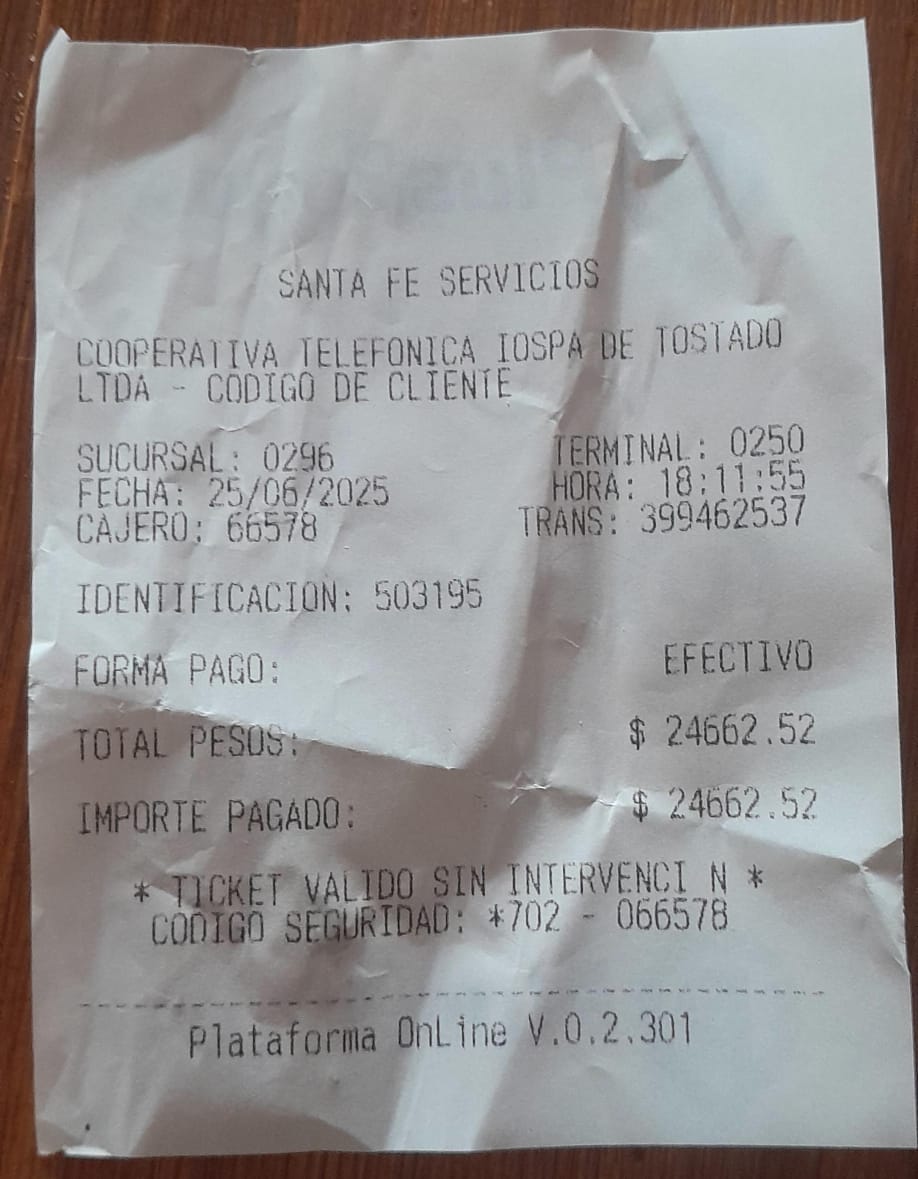 SANTA FE SERVICIOS
COOPERATIVA TELEFONICA IOSPA DE TOSTADO
LTDA - CODIGO DE CLIENTE
SUCURSAL: 0296 TERMINAL: 0250
FECHA: 25/06/2025 HORA: 18:11:55
CAJERO: 66578 TRANS: 399462537
IDENTIFICACION: 503195
FORMA PAGO: EFECTIVO
TOTAL PESOS: $ 24662.52
IMPORTE PAGADO: $ 24662.52
* TICKET VALIDO SIN INTERVENCI N *
CODIGO SEGURIDAD: *702 - 066578
Plataforma OnLine V.0.2.301